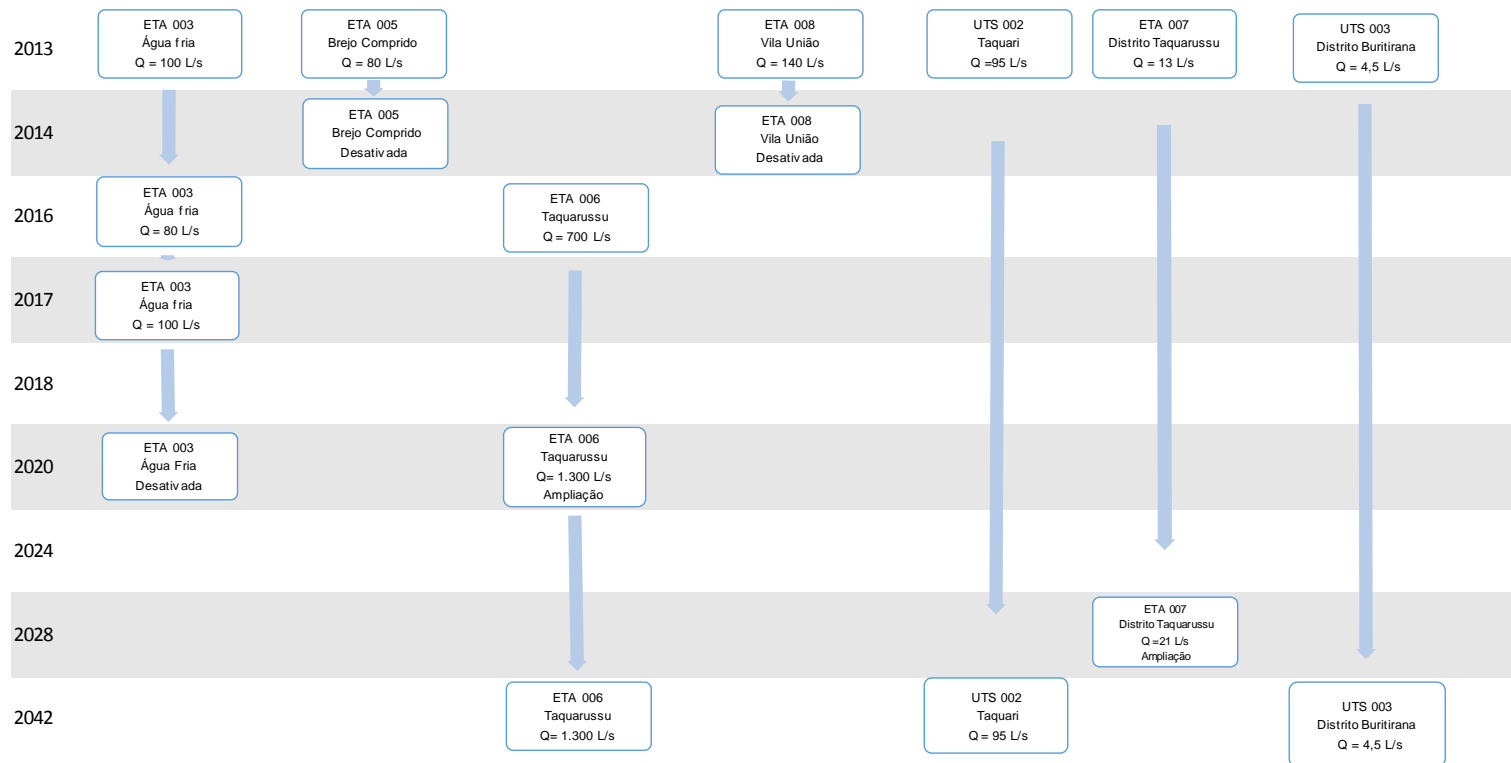 2013
ETA 003
Água fria
Q = 100 L/s
ETA 005
Brejo Comprido
Q = 80 L/s
ETA 008
Vila União
Q = 140 L/s
UTS 002
Taquari
Q =95 L/s
ETA 007
Distrito Taquarussu
Q = 13 L/s
UTS 003
Distrito Buritirana
Q = 4,5 L/s
2014
ETA 005
Brejo Comprido
Desativada
ETA 008
Vila União
Desativada
2016
ETA 003
Água fria
Q = 80 L/s
ETA 006
Taquarussu
Q = 700 L/s
2017
ETA 003
Água fria
Q = 100 L/s
2018
2020
ETA 003
Água Fria
Desativada
ETA 006
Taquarussu
Q= 1.300 L/s
Ampliação
2024
2028
ETA 007
Distrito Taquarussu
Q =21 L/s
Ampliação
2042
ETA 006
Taquarussu
Q= 1.300 L/s
UTS 002
Taquari
Q = 95 L/s
UTS 003
Distrito Buritirana
Q = 4,5 L/s